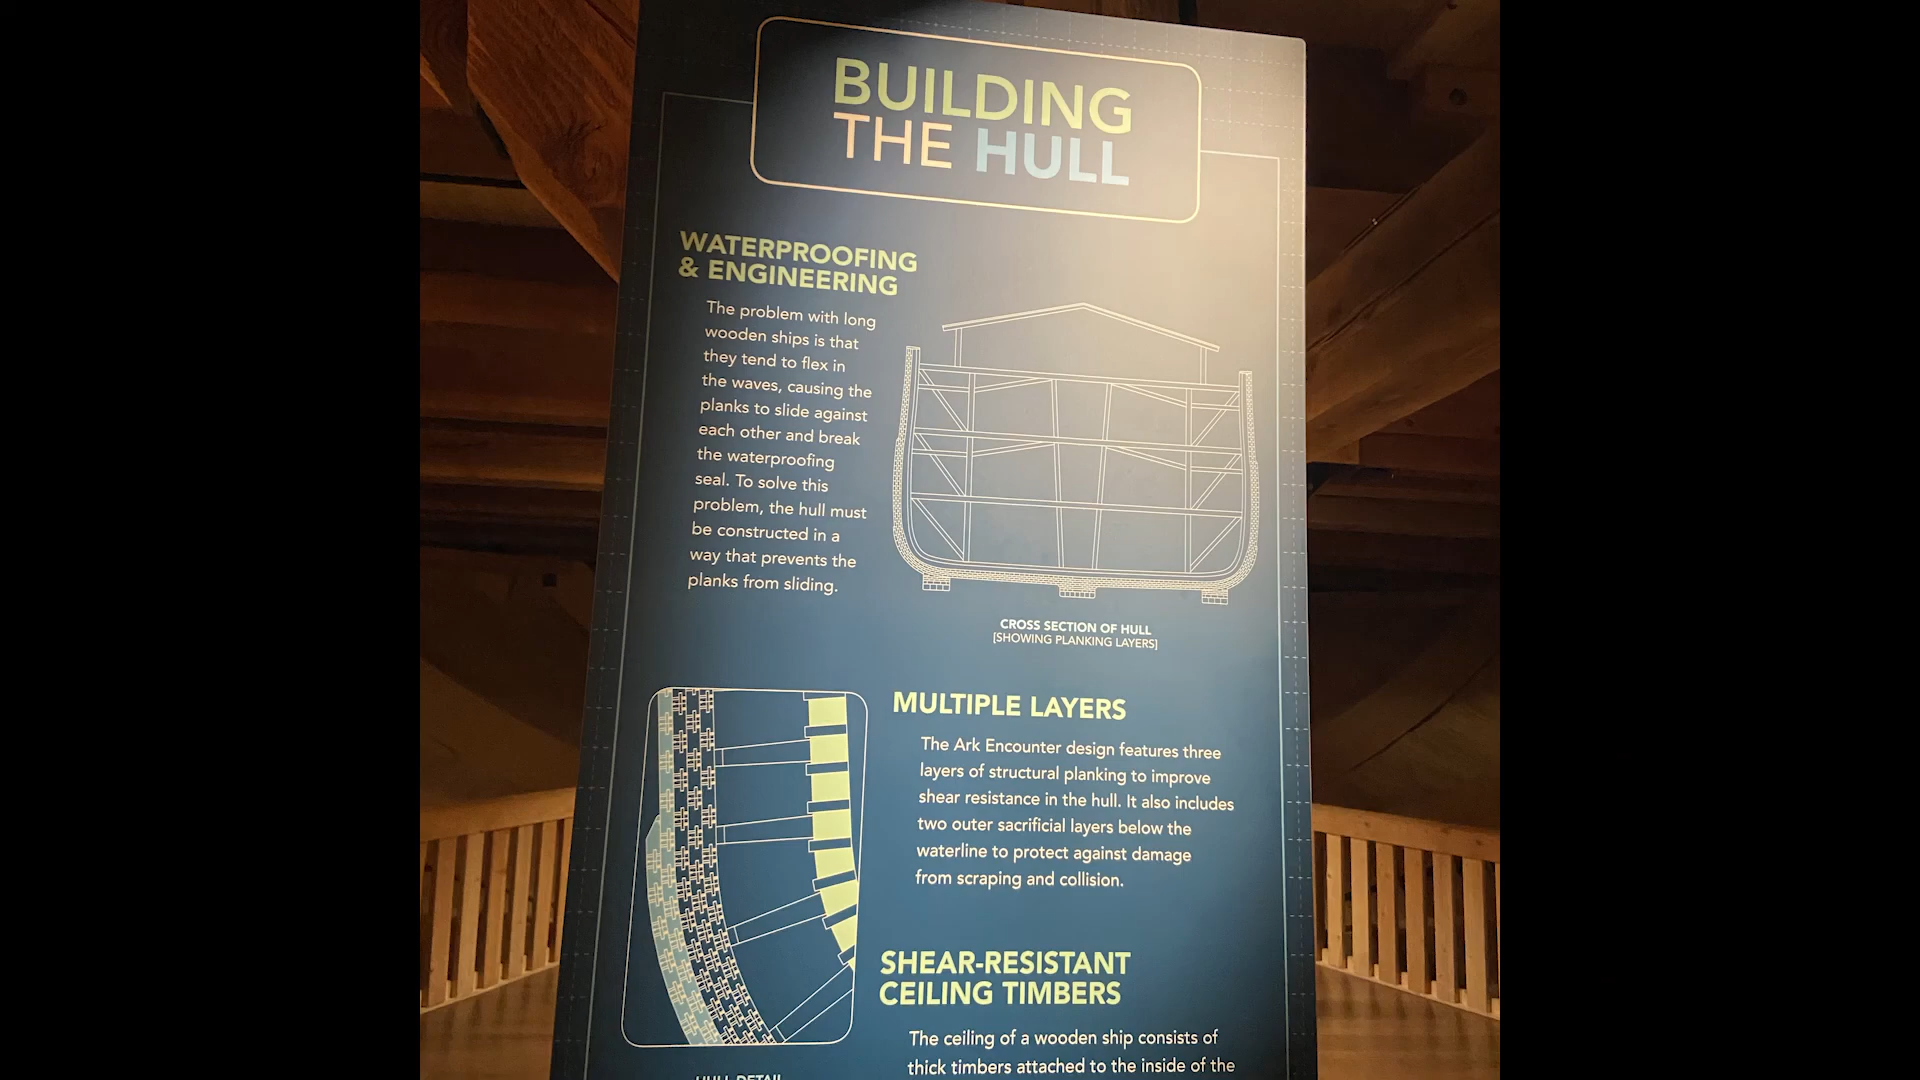 BUILDING
THE HULL
WATERPROOFING
& ENGINEERING
The problem with long
wooden ships is that
they tend to flex in
the waves, causing the
planks to slide against
each other and break
the waterproofing
seal. To solve this
problem, the hull must
be constructed in a
way that prevents the
planks from sliding.
CROSS SECTION OF HULL
[SHOWING PLANKING LAYERS]
MULTIPLE LAYERS
The Ark Encounter design features three
layers of structural planking to improve
shear resistance in the hull. It also includes
two outer sacrificial layers below the
waterline to protect against damage
from scraping and collision.
SHEAR-RESISTANT
CEILING TIMBERS
The ceiling of a wooden ship consists of
thick timbers attached to the inside of the
HULL DETAIL